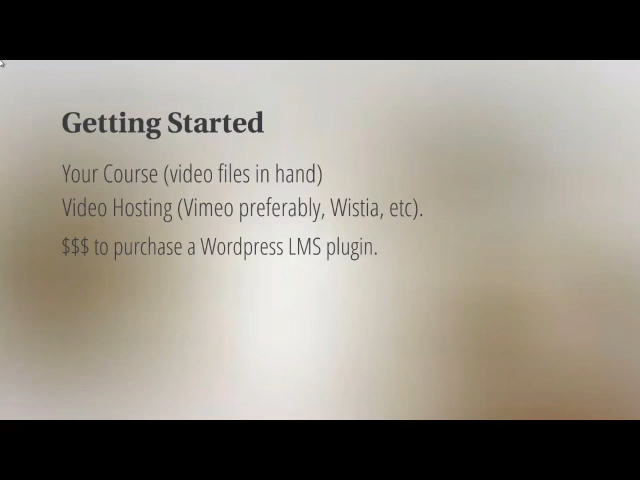 Getting Started
Your Course (video files in hand)
Video Hosting (Vimeo preferably, Wistia, etc).
$$$ to purchase a Wordpress LMS plugin.